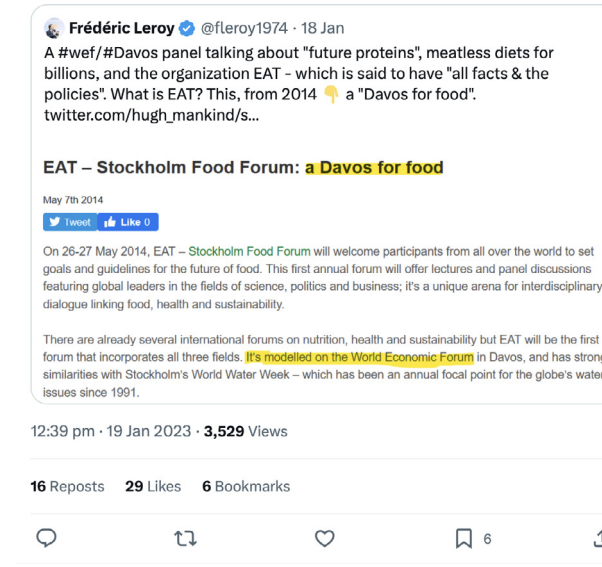 Frédéric Leroy @fleroy1974 · 18 Jan
A #wef/#Davos panel talking about "future proteins", meatless diets for
billions, and the organization EAT - which is said to have "all facts & the
policies". What is EAT? This, from 2014 👇 a "Davos for food".
twitter.com/hugh_mankind/s...
EAT – Stockholm Food Forum: a Davos for food
May 7th 2014
Tweet Like 0
On 26-27 May 2014, EAT – Stockholm Food Forum will welcome participants from all over the world to set
goals and guidelines for the future of food. This first annual forum will offer lectures and panel discussions
featuring global leaders in the fields of science, politics and business; it's a unique arena for interdisciplinary
dialogue linking food, health and sustainability.
There are already several international forums on nutrition, health and sustainability but EAT will be the first
forum that incorporates all three fields. It's modelled on the World Economic Forum in Davos, and has strong
similarities with Stockholm's World Water Week – which has been an annual focal point for the globe's water
issues since 1991.
12:39 pm · 19 Jan 2023 · 3,529 Views
16 Reposts 29 Likes 6 Bookmarks
6